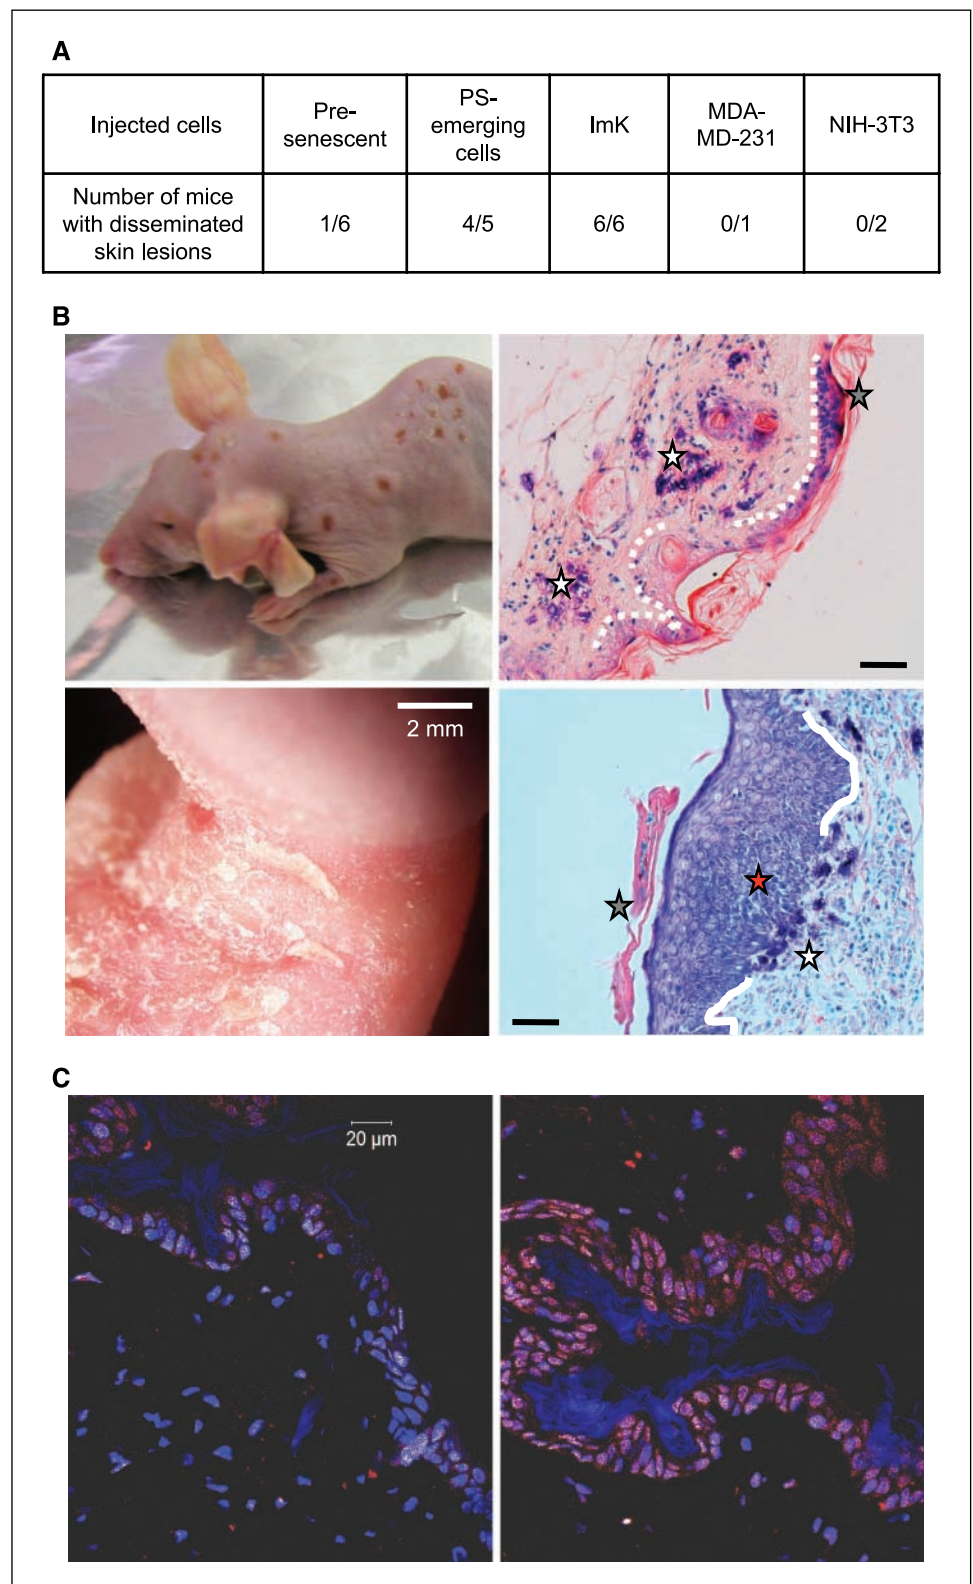 A
Injected cells
Pre-
senescent
PS-
emerging
cells
ImK
MDA-
MD-231
NIH-3T3
Number of mice
with disseminated
skin lesions
1/6
4/5
6/6
0/1
0/2
B
2 mm
C
20 µm